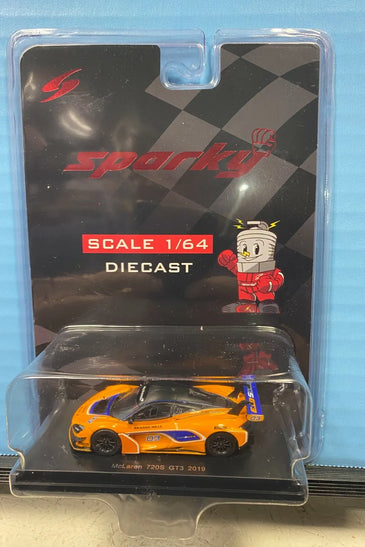 sparky
SCALE 1/64
DIECAST
McLaren 720S GT3 2019